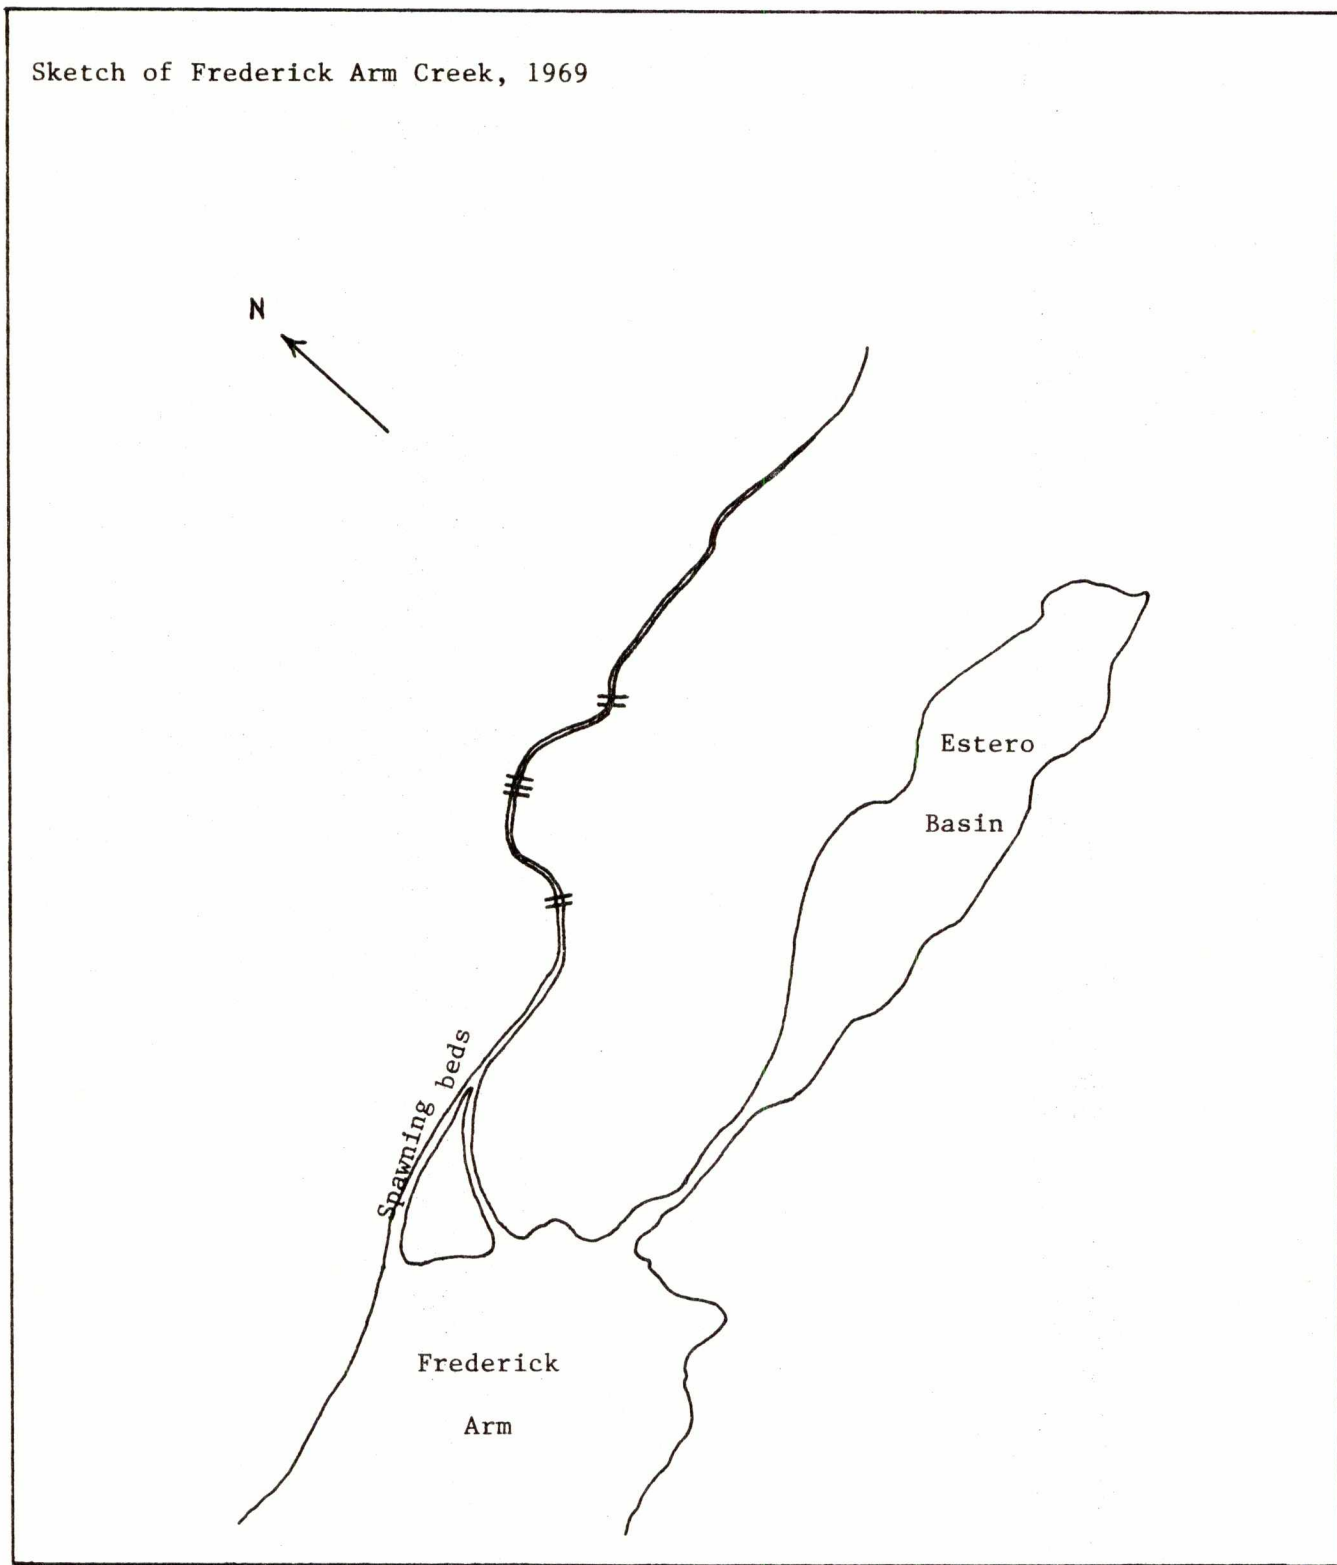 Sketch of Frederick Arm Creek, 1969
N
Estero
Basin
Spawning beds
Frederick
Arm